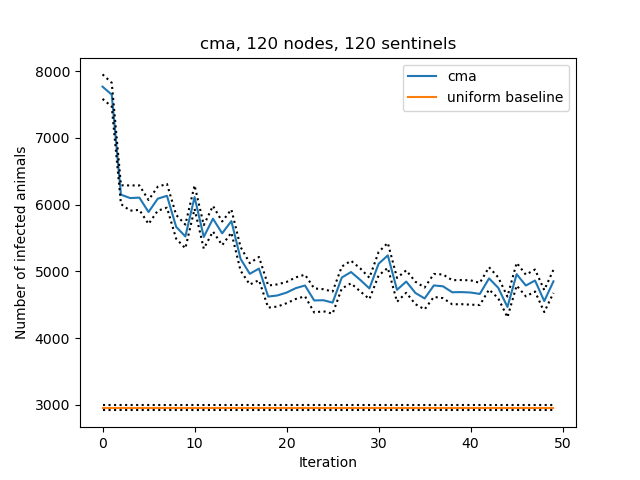 cma, 120 nodes, 120 sentinels
cma
uniform baseline
Number of infected animals
8000
7000
6000
5000
4000
3000
0 10 20 30 40 50
Iteration